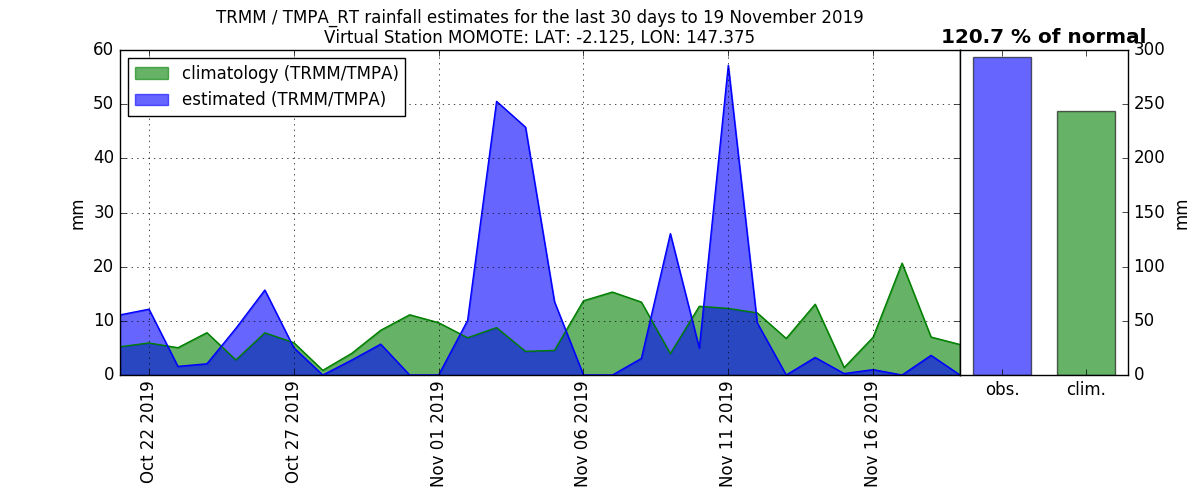 TRMM / TMPA_RT rainfall estimates for the last 30 days to 19 November 2019
Virtual Station MOMOTE: LAT: -2.125, LON: 147.375
120.7 % of normal
climatology (TRMM/TMPA)
estimated (TRMM/TMPA)
60
50
40
30
20
10
0
mm
Oct 22 2019
Oct 27 2019
Nov 01 2019
Nov 06 2019
Nov 11 2019
Nov 16 2019
300
250
200
150
100
50
0
mm
obs.
clim.